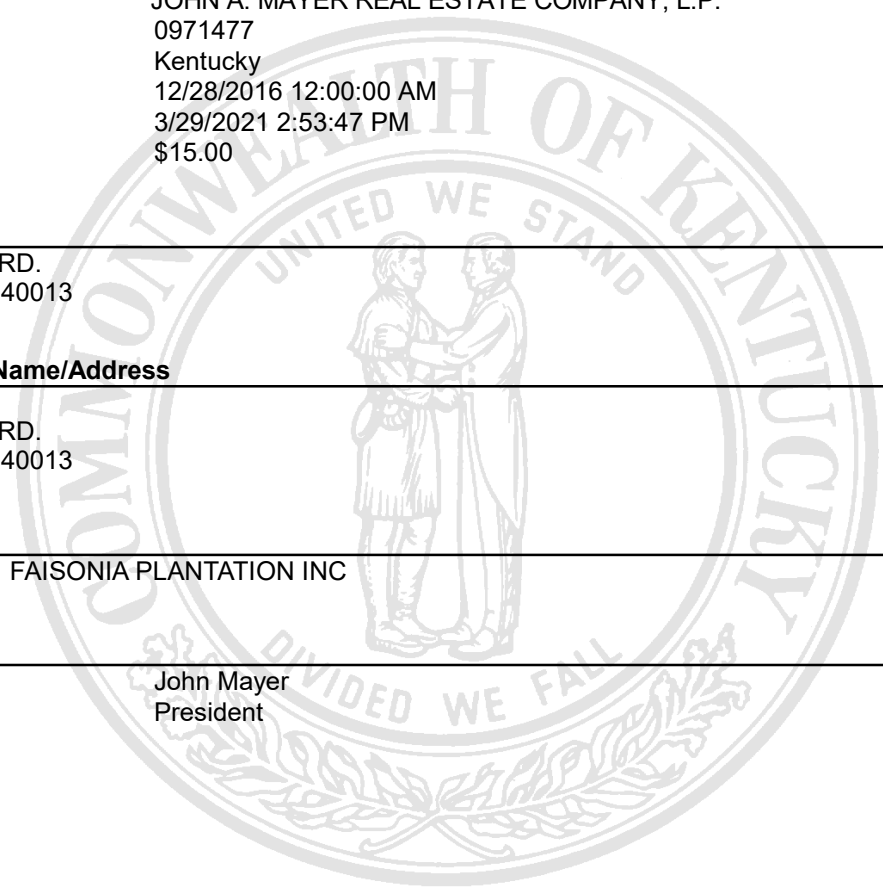 JOHN A. MAYER REAL ESTATE COMPANY, L.P.
0971477
Kentucky
12/28/2016 12:00:00 AM
3/29/2021 2:53:47 PM
$15.00
COMMONWEALTH OF KENTUCKY
UNITED WE STAND
RD.
40013
Name/Address
RD.
40013
FAISONIA PLANTATION INC
DIVIDED WE FALL
John Mayer
President